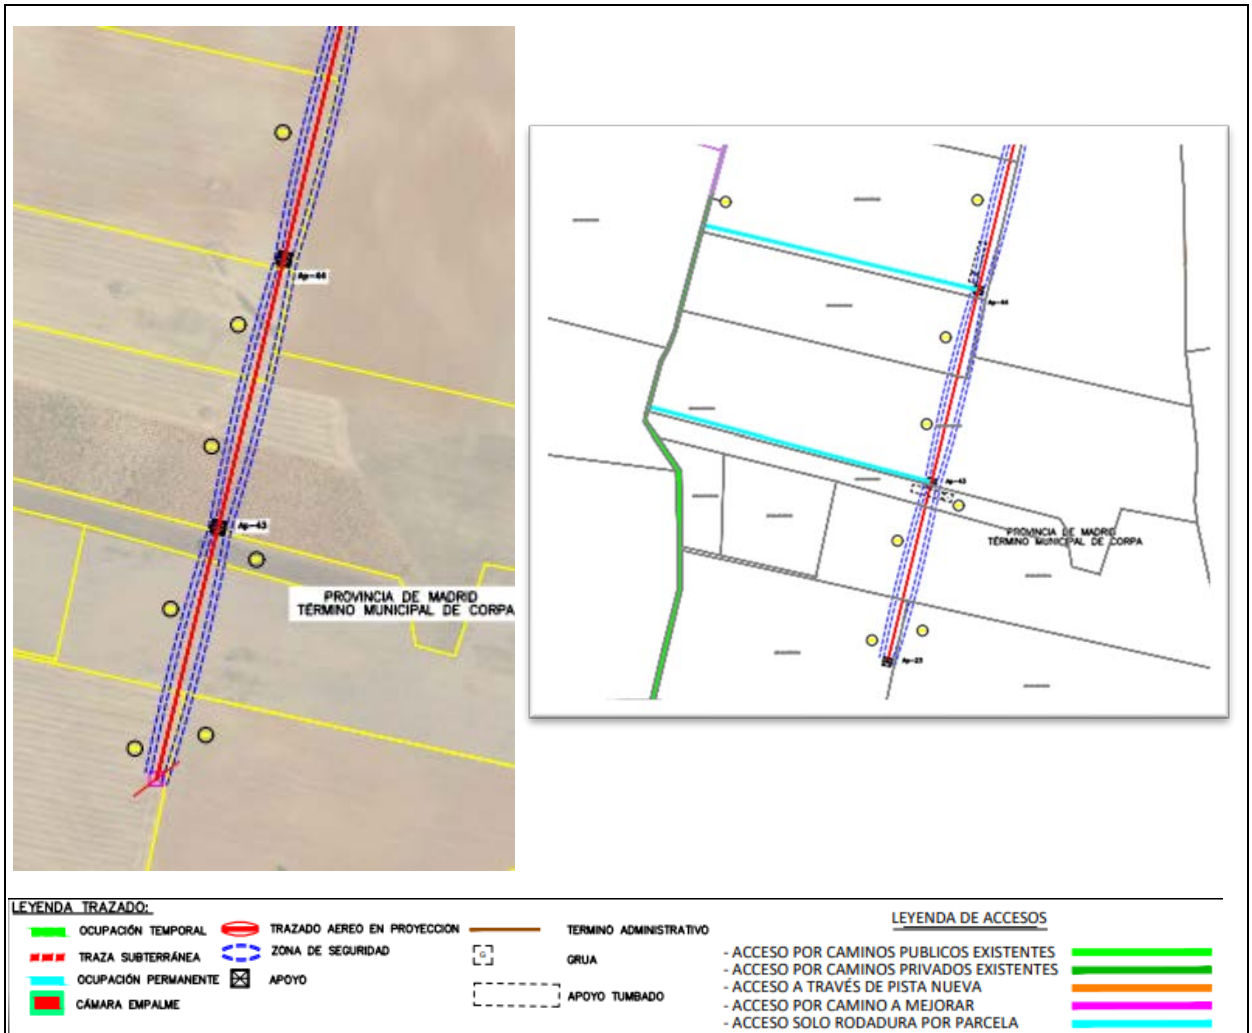 Ap-44
Ap-43
PROVINCIA DE MADRID
TÉRMINO MUNICIPAL DE CORPA
Ap-44
Ap-43
PROVINCIA DE MADRID
TÉRMINO MUNICIPAL DE CORPA
Ap-23
LEYENDA TRAZADO:
OCUPACIÓN TEMPORAL
TRAZA SUBTERRÁNEA
OCUPACIÓN PERMANENTE
CÁMARA EMPALME
TRAZADO AEREO EN PROYECCION
ZONA DE SEGURIDAD
APOYO
TERMINO ADMINISTRATIVO
G
GRUA
APOYO TUMBADO
LEYENDA DE ACCESOS
- ACCESO POR CAMINOS PUBLICOS EXISTENTES
- ACCESO POR CAMINOS PRIVADOS EXISTENTES
- ACCESO A TRAVÉS DE PISTA NUEVA
- ACCESO POR CAMINO A MEJORAR
- ACCESO SOLO RODADURA POR PARCELA